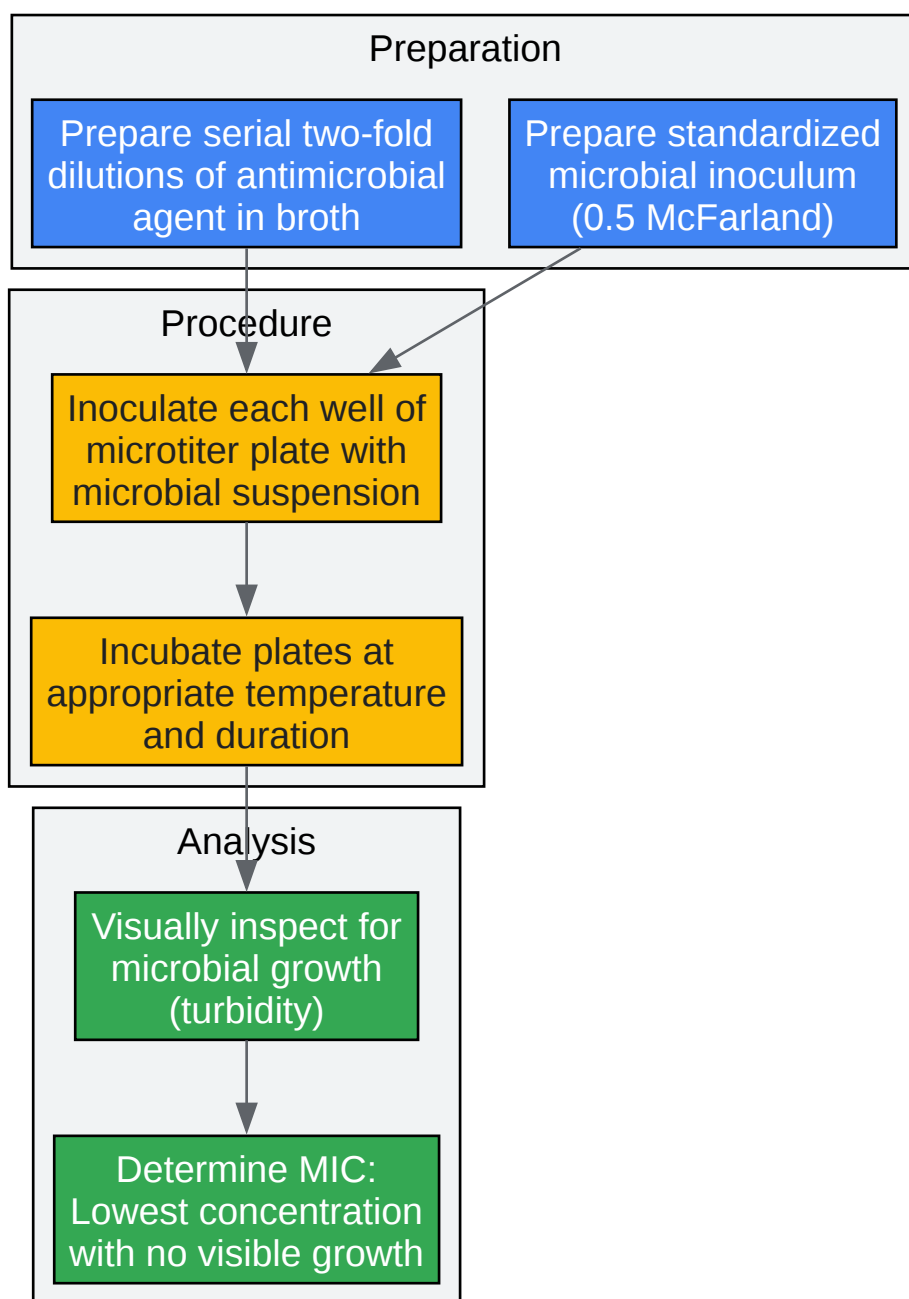 Preparation
Prepare serial two-fold
dilutions of antimicrobial
agent in broth
Prepare standardized
microbial inoculum
(0.5 McFarland)
Procedure
Inoculate each well of
microtiter plate with
microbial suspension
Incubate plates at
appropriate temperature
and duration
Analysis
Visually inspect for
microbial growth
(turbidity)
Determine MIC:
Lowest concentration
with no visible growth